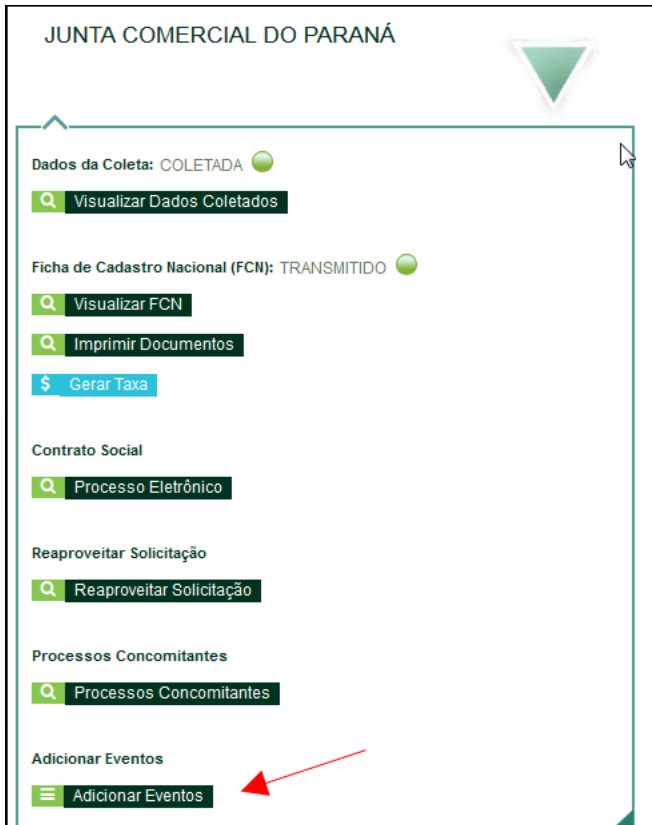 JUNTA COMERCIAL DO PARANÁ
Dados da Coleta: COLETADA
Visualizar Dados Coletados
Ficha de Cadastro Nacional (FCN): TRANSMITIDO
Visualizar FCN
Imprimir Documentos
$ Gerar Taxa
Contrato Social
Processo Eletrônico
Reaproveitar Solicitação
Reaproveitar Solicitação
Processos Concomitantes
Processos Concomitantes
Adicionar Eventos
Adicionar Eventos